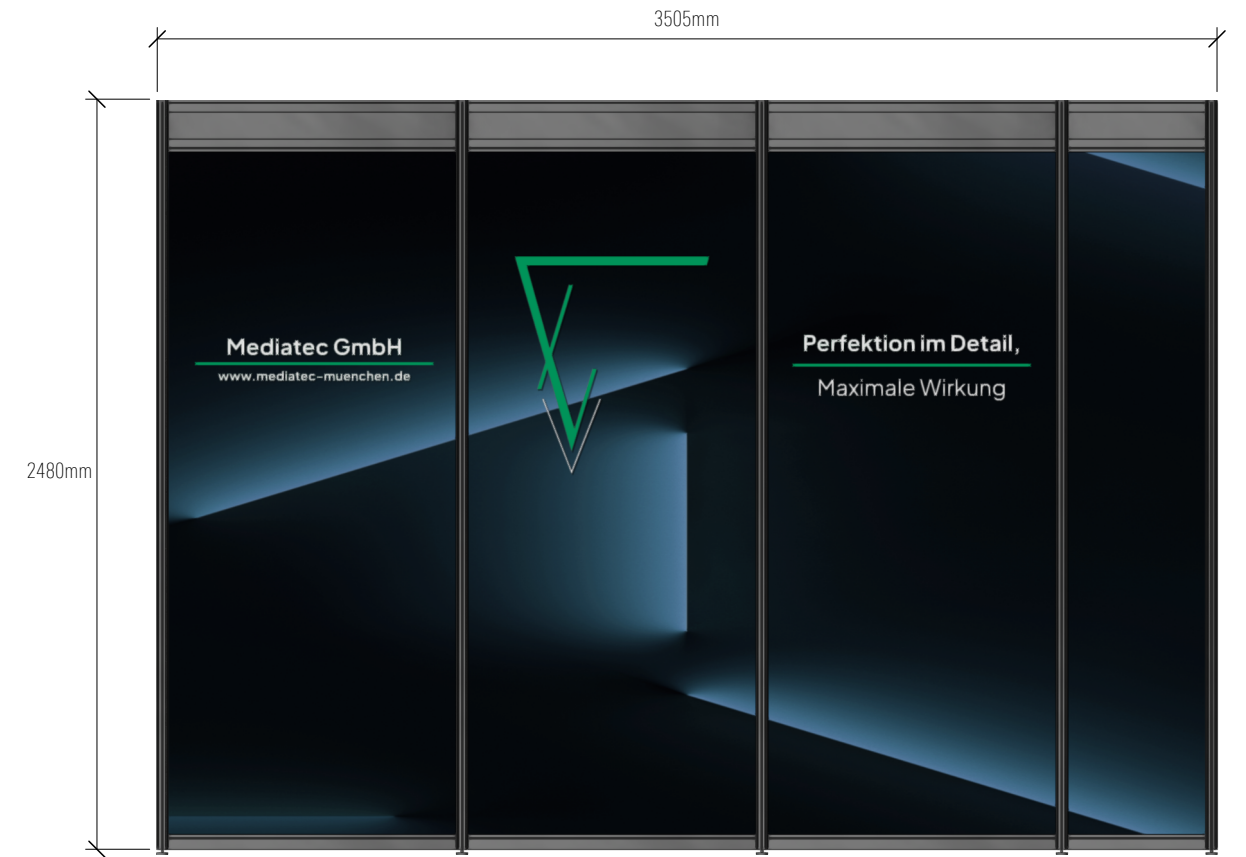 3505mm
2480mm
Mediatec GmbH
www.mediatec-muenchen.de
Perfektion im Detail,
Maximale Wirkung